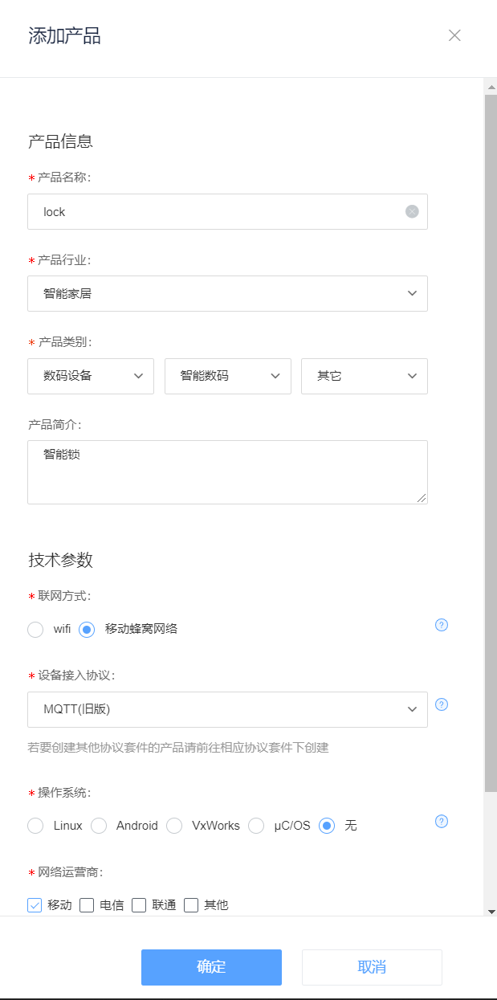 添加产品
产品信息
* 产品名称:
lock
* 产品行业:
智能家居
* 产品类别:
数码设备 智能数码 其它
产品简介:
智能锁
技术参数
* 联网方式:
wifi 移动蜂窝网络 ?
* 设备接入协议:
MQTT(旧版) ?
若要创建其他协议套件的产品请前往相应协议套件下创建
* 操作系统:
Linux Android VxWorks μC/OS 无 ?
* 网络运营商:
移动 电信 联通 其他
确定 取消